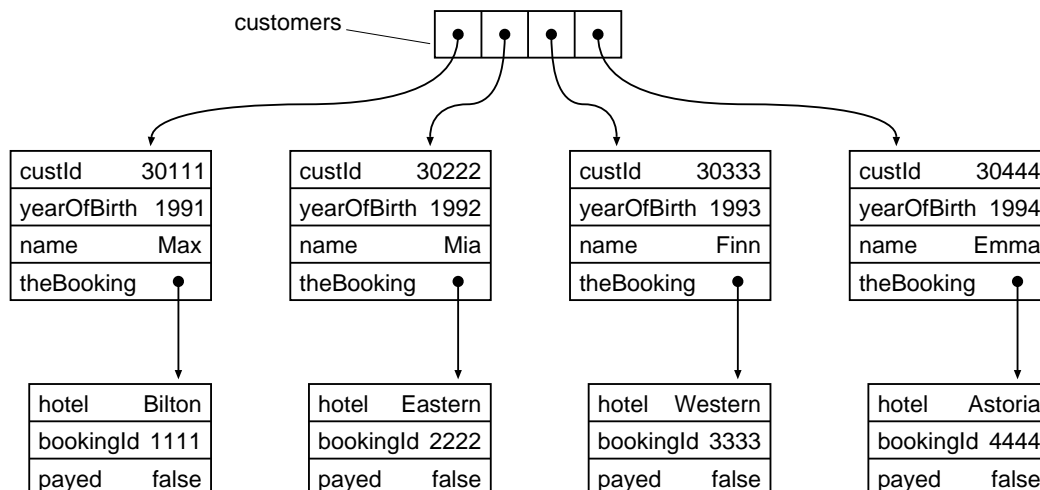 customers
custId 30111
yearOfBirth 1991
name Max
theBooking
custId 30222
yearOfBirth 1992
name Mia
theBooking
custId 30333
yearOfBirth 1993
name Finn
theBooking
custId 30444
yearOfBirth 1994
name Emma
theBooking
hotel Bilton
bookingId 1111
payed false
hotel Eastern
bookingId 2222
payed false
hotel Western
bookingId 3333
payed false
hotel Astoria
bookingId 4444
payed false